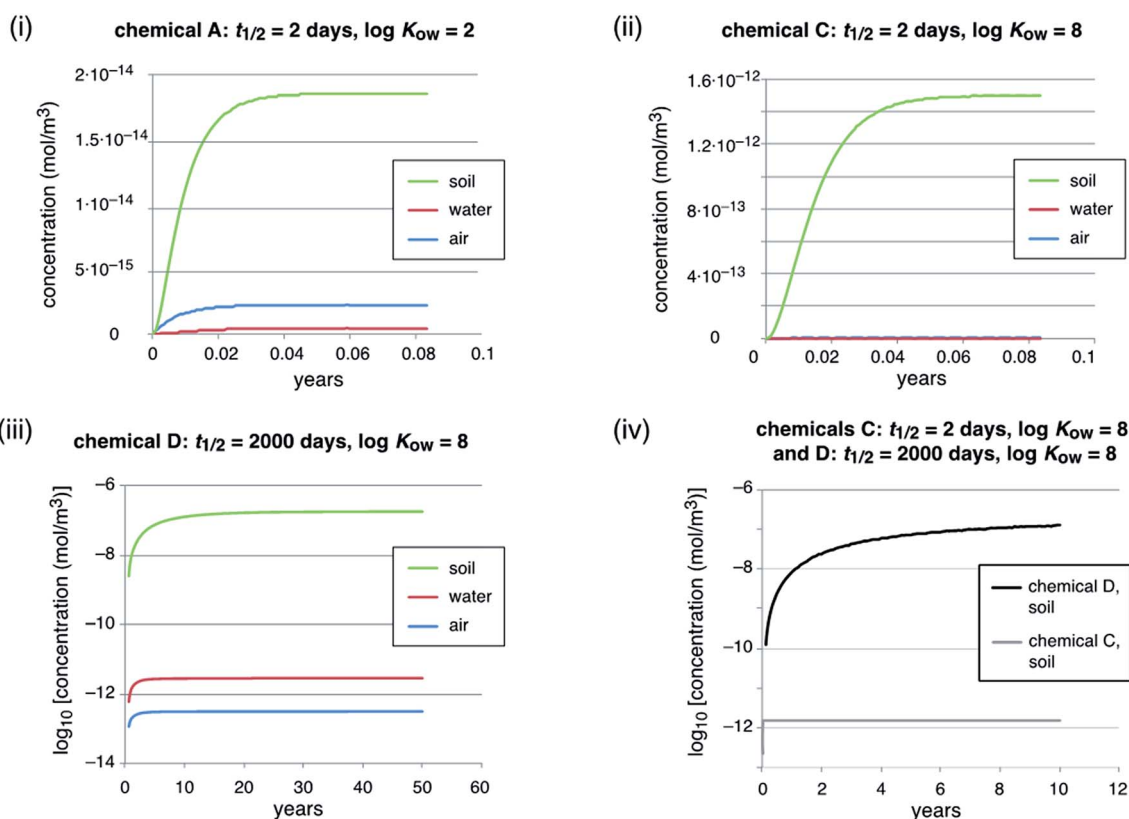 (i)
chemical A: t1/2 = 2 days, log Kow = 2
concentration (mol/m3)
2·10−14
1.5·10−14
1·10−14
5·10−15
0
0
0.02
0.04
0.06
0.08
0.1
years
soil
water
air
(ii)
chemical C: t1/2 = 2 days, log Kow = 8
concentration (mol/m3)
1.6·10−12
1.2·10−12
8·10−13
4·10−13
0
0
0.02
0.04
0.06
0.08
0.1
years
soil
water
air
(iii)
chemical D: t1/2 = 2000 days, log Kow = 8
log10 [concentration (mol/m3)]
−6
−8
−10
−12
−14
0
10
20
30
40
50
60
years
soil
water
air
(iv)
chemicals C: t1/2 = 2 days, log Kow = 8
and D: t1/2 = 2000 days, log Kow = 8
log10 [concentration (mol/m3)]
−6
−8
−10
−12
0
2
4
6
8
10
12
years
chemical D,
soil
chemical C,
soil